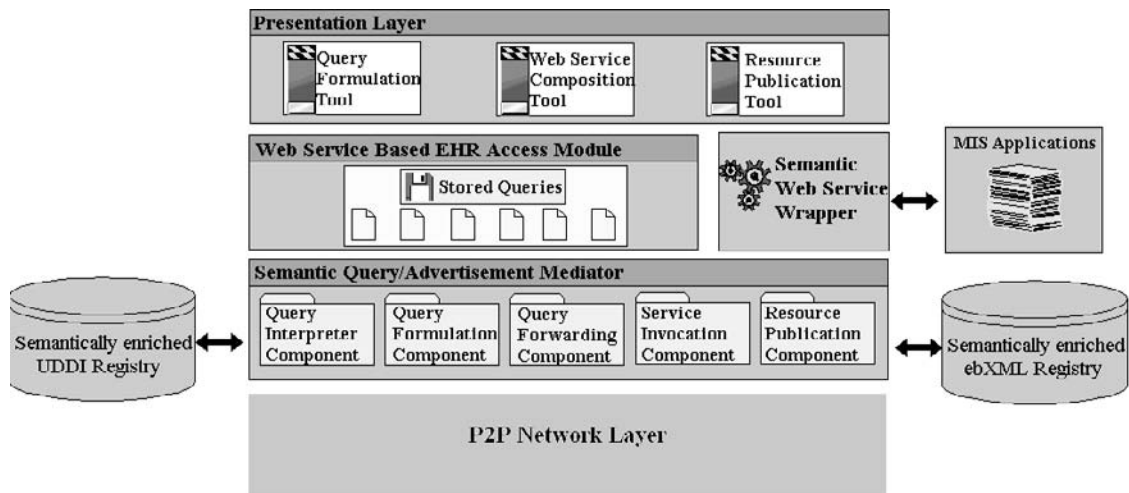 Presentation Layer
Query
Formulation
Tool
Web Service
Composition
Tool
Resource
Publication
Tool
Web Service Based EHR Access Module
Stored Queries
Semantic
Web Service
Wrapper
MIS Applications
Semantic Query/Advertisement Mediator
Query
Interpreter
Component
Query
Formulation
Component
Query
Forwarding
Component
Service
Invocation
Component
Resource
Publication
Component
Semantically enriched
UDDI Registry
Semantically enriched
ebXML Registry
P2P Network Layer